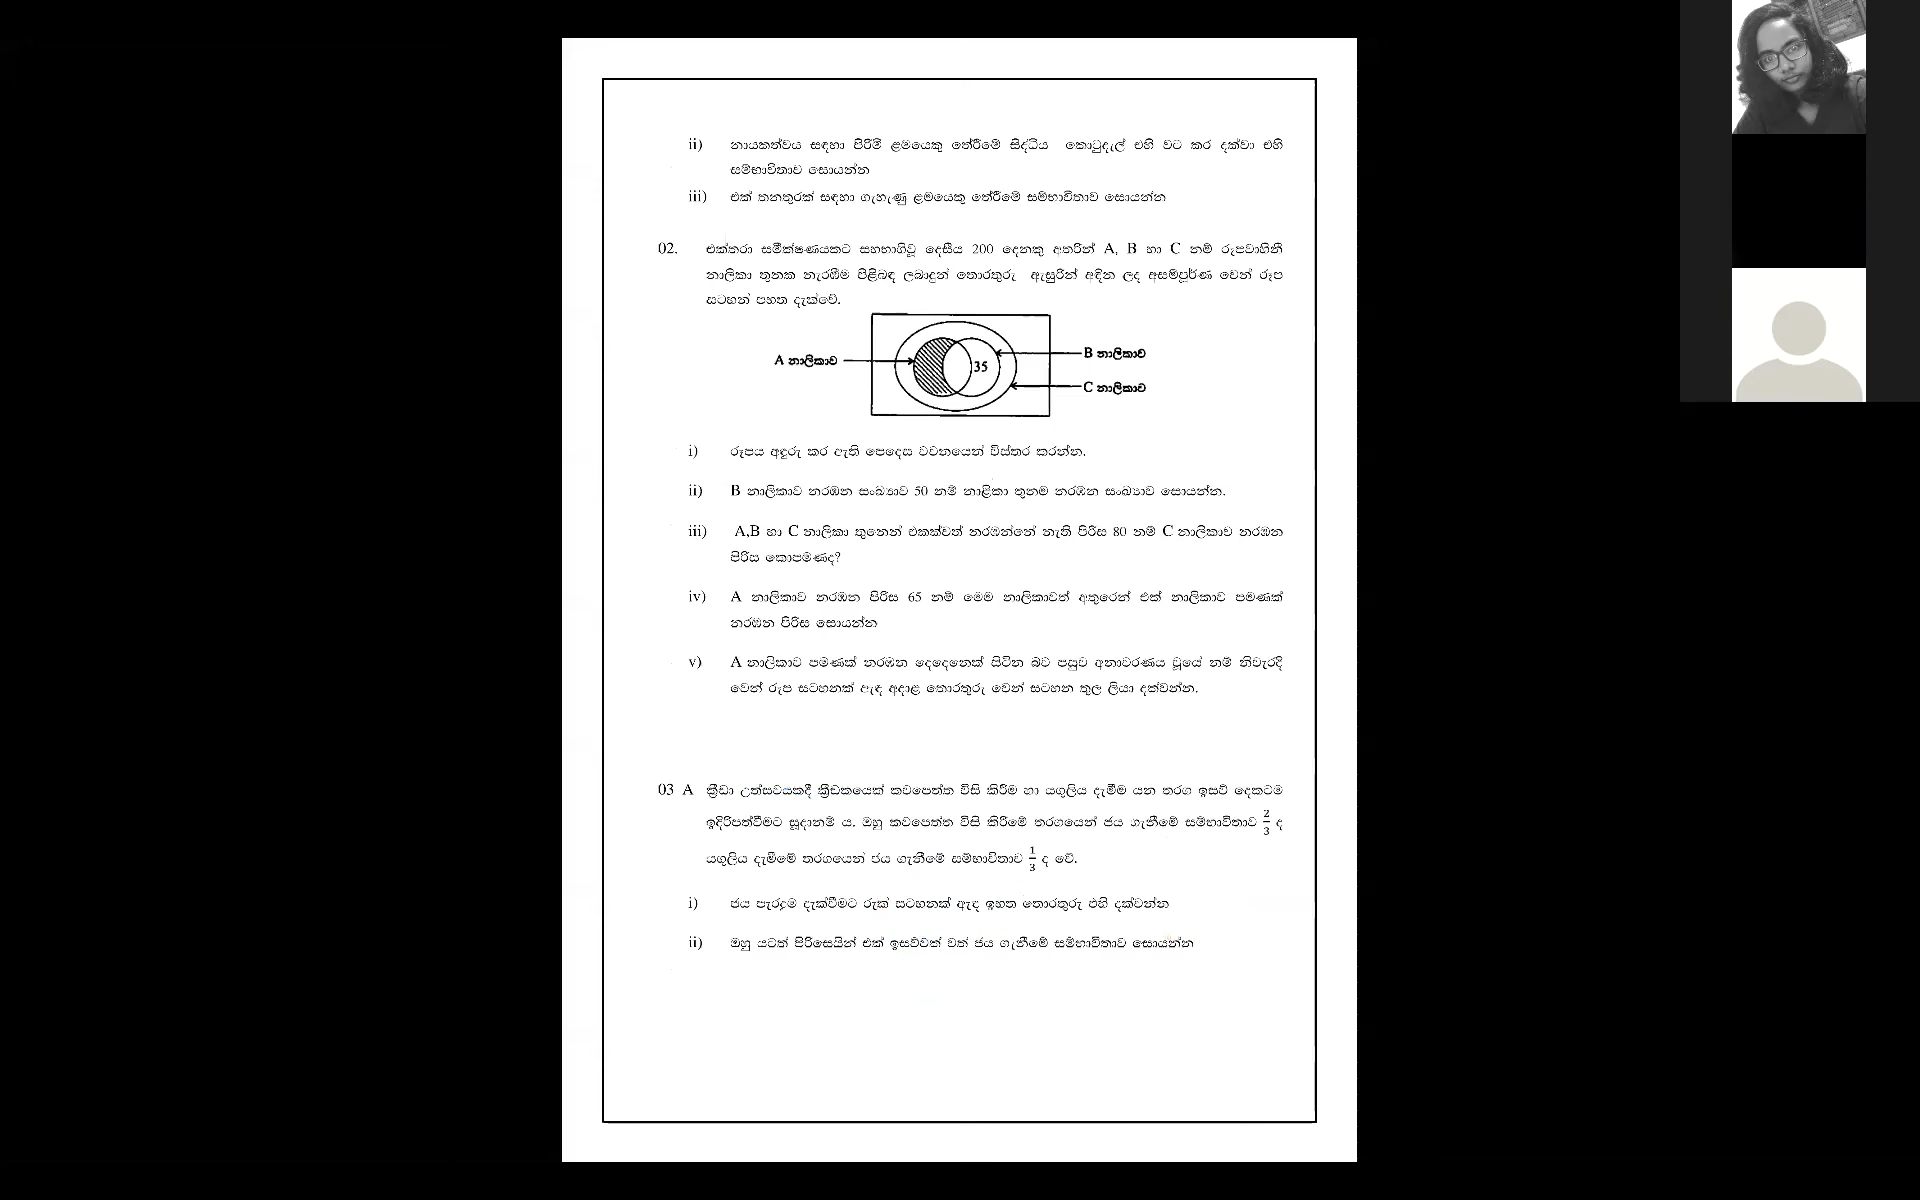 ii) නායකත්වය සඳහා පිරිමි ළමයෙකු තේරීමේ සිද්ධිය කොටුදැල් එහි වට කර දක්වා එහි
සම්භාවිතාව සොයන්න
iii) එක් තනතුරක් සඳහා ගැහැණු ළමයෙකු තේරීමේ සම්භාවිතාව සොයන්න
02. එක්තරා සමීක්ෂණයකට සහභාගිවූ දෙසීය 200 දෙනකු අතරින් A, B හා C නම් රූපවාහිනී
නාලිකා තුනක නැරඹීම පිළිබඳ ලබාදුන් තොරතුරු ඇසුරින් අඳින ලද අසම්පූර්ණ වෙන් රූප
සටහන් පහත දැක්වේ.
A නාලිකාව
B නාලිකාව
35
C නාලිකාව
i) රූපය අඳුරු කර ඇති පෙදෙස වචනයෙන් විස්තර කරන්න.
ii) B නාලිකාව නරඹන සංඛ්‍යාව 50 නම් නාළිකා තුනම නරඹන සංඛ්‍යාව සොයන්න.
iii) A,B හා C නාලිකා තුනෙන් එකක්වත් නරඹන්නේ නැති පිරිස 80 නම් C නාලිකාව නරඹන
පිරිස කොපමණද?
iv) A නාලිකාව නරඹන පිරිස 65 නම් මෙම නාලිකාවත් අතුරෙන් එක් නාලිකාව පමණක්
නරඹන පිරිස සොයන්න
v) A නාලිකාව පමණක් නරඹන දෙදෙනෙක් සිටින බව පසුව අනාවරණය වූයේ නම් නිවැරදි
වෙන් රූප සටහනක් ඇඳ අදාළ තොරතුරු වෙන් සටහන තුල ලියා දක්වන්න.
03 A ක්‍රීඩා උත්සවයකදී ක්‍රීඩකයෙක් කවපෙත්ත විසි කිරීම හා යගුලිය දැමීම යන තරග ඉසව් දෙකටම
ඉදිරිපත්වීමට සූදානම් ය. ඔහු කවපෙත්ත විසි කිරීමේ තරගයෙන් ජය ගැනීමේ සම්භාවිතාව 2/3 ද
යගුලිය දැමීමේ තරගයෙන් ජය ගැනීමේ සම්භාවිතාව 1/3 ද වේ.
i) ජය පැරදුම දැක්වීමට රුක් සටහනක් ඇඳ ඉහත තොරතුරු එහි දක්වන්න
ii) ඔහු යටත් පිරිසෙයින් එක් ඉසව්වක් වත් ජය ගැනීමේ සම්භාවිතාව සොයන්න